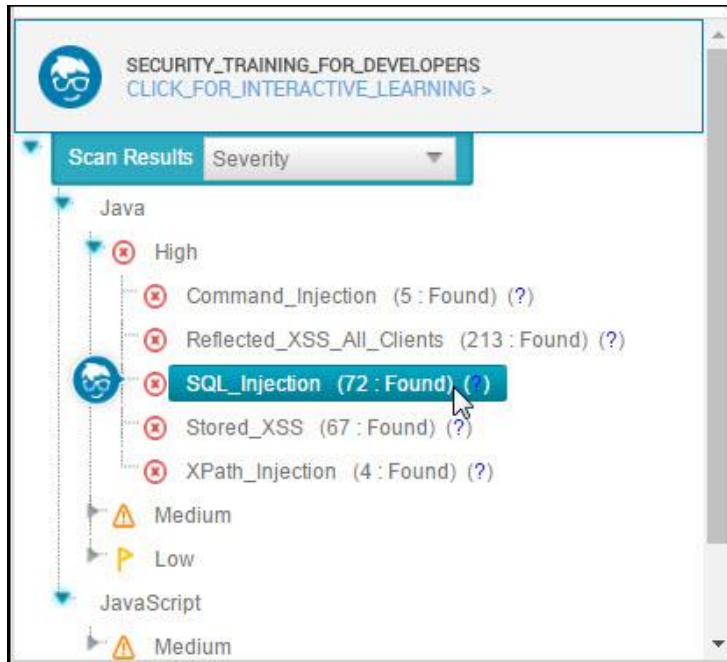 SECURITY_TRAINING_FOR_DEVELOPERS
CLICK_FOR_INTERACTIVE_LEARNING >
Scan Results Severity
Java
High
Command_Injection (5 : Found) (?)
Reflected_XSS_All_Clients (213 : Found) (?)
SQL_Injection (72 : Found) (?)
Stored_XSS (67 : Found) (?)
XPath_Injection (4 : Found) (?)
Medium
Low
JavaScript
Medium